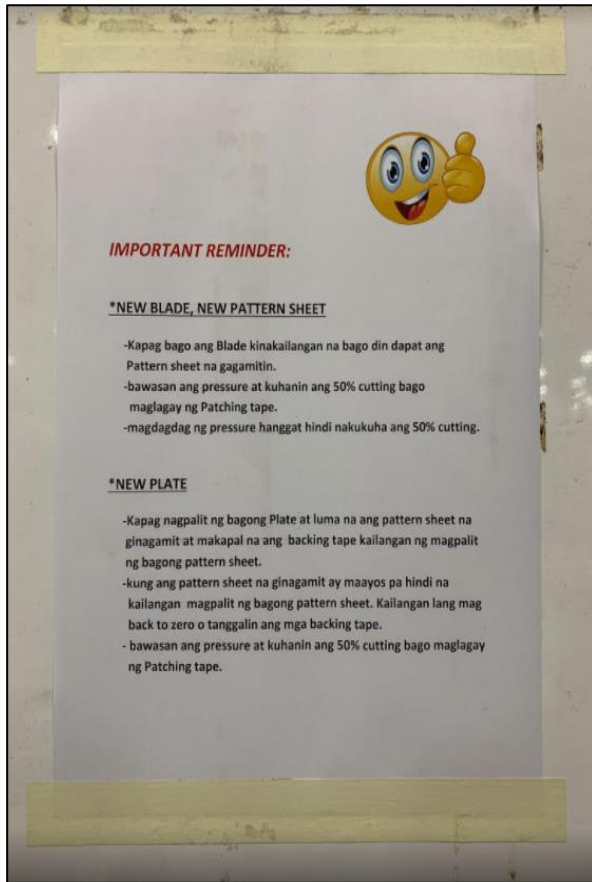 IMPORTANT REMINDER:
*NEW BLADE, NEW PATTERN SHEET
-Kapag bago ang Blade kinakailangan na bago din dapat ang
Pattern sheet na gagamitin.
-bawasan ang pressure at kuhanin ang 50% cutting bago
maglagay ng Patching tape.
-magdagdag ng pressure hanggat hindi nakukuha ang 50% cutting.
*NEW PLATE
-Kapag nagpalit ng bagong Plate at luma na ang pattern sheet na
ginagamit at makapal na ang backing tape kailangan ng magpalit
ng bagong pattern sheet.
-kung ang pattern sheet na ginagamit ay maayos pa hindi na
kailangan magpalit ng bagong pattern sheet. Kailangan lang mag
back to zero o tanggalin ang mga backing tape.
- bawasan ang pressure at kuhanin ang 50% cutting bago maglagay
ng Patching tape.